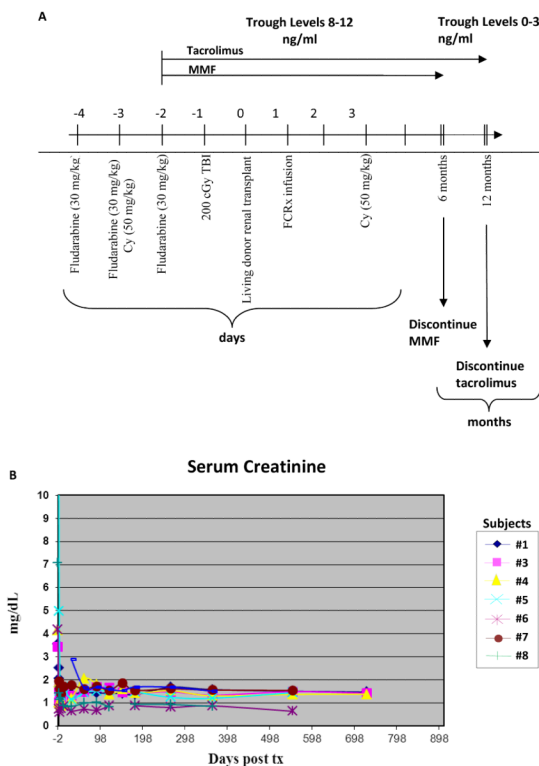 A
Trough Levels 8-12
ng/ml
Trough Levels 0-3
ng/ml
Tacrolimus
MMF
-4 -3 -2 -1 0 1 2 3
Fludarabine (30 mg/kg)
Fludarabine (30 mg/kg)
Cy (50 mg/kg)
Fludarabine (30 mg/kg)
200 cGy TBI
Living donor renal transplant
FCRx infusion
Cy (50 mg/kg)
6 months
12 months
days
Discontinue
MMF
Discontinue
tacrolimus
months
B
Serum Creatinine
mg/dL
10
9
8
7
6
5
4
3
2
1
0
-2 98 198 298 398 498 598 698 798 898
Days post tx
Subjects
#1
#3
#4
#5
#6
#7
#8